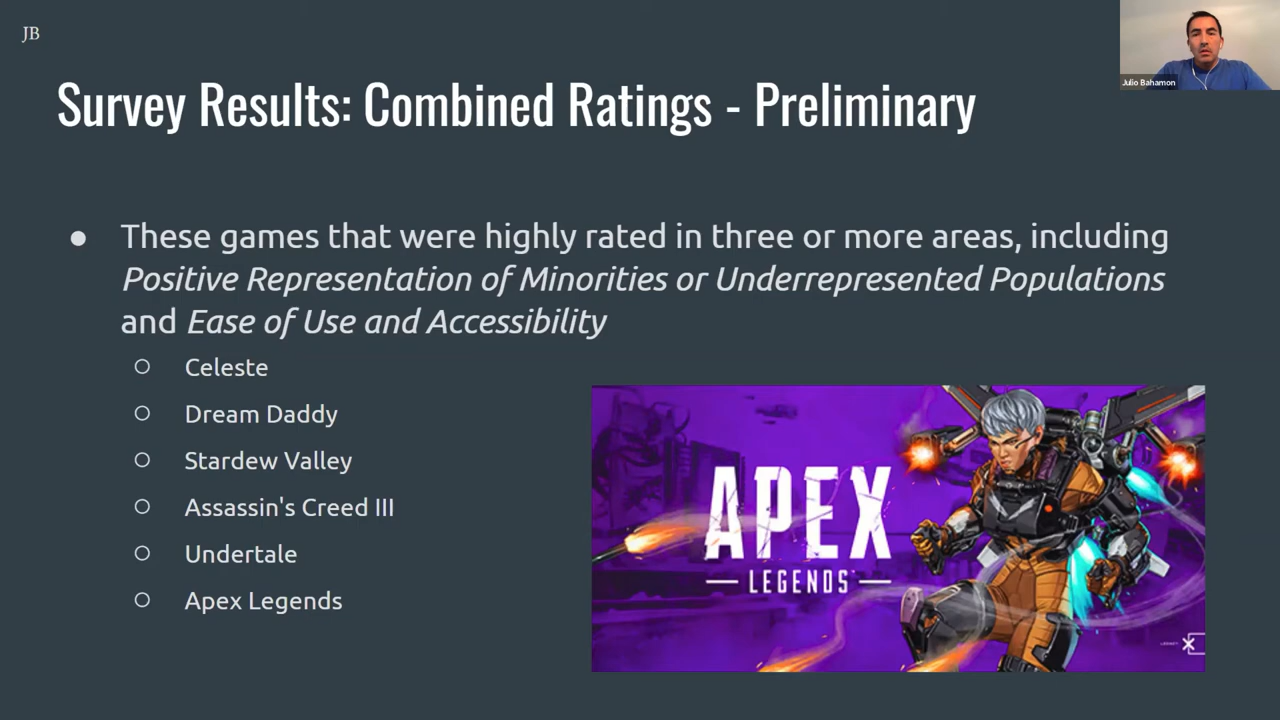 JB
Julio Bahamon
Survey Results: Combined Ratings - Preliminary
● These games that were highly rated in three or more areas, including
Positive Representation of Minorities or Underrepresented Populations
and Ease of Use and Accessibility
○ Celeste
○ Dream Daddy
○ Stardew Valley
○ Assassin's Creed III
○ Undertale
○ Apex Legends
APEX
LEGENDS